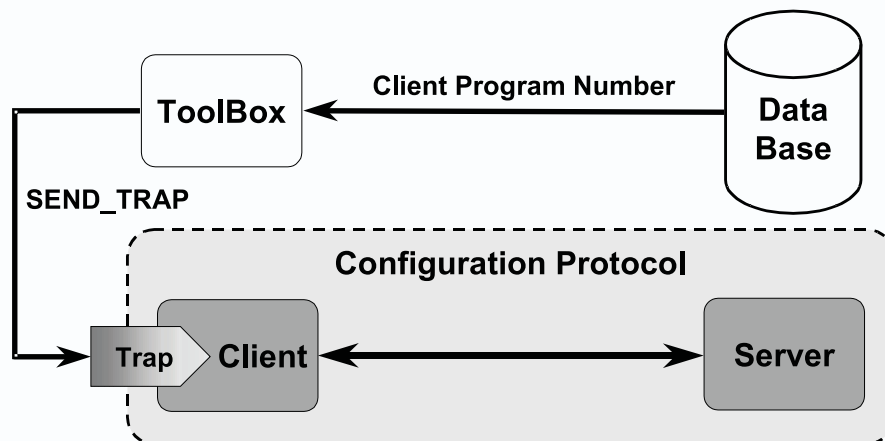 Client Program Number
ToolBox
Data
Base
SEND_TRAP
Configuration Protocol
Trap
Client
Server